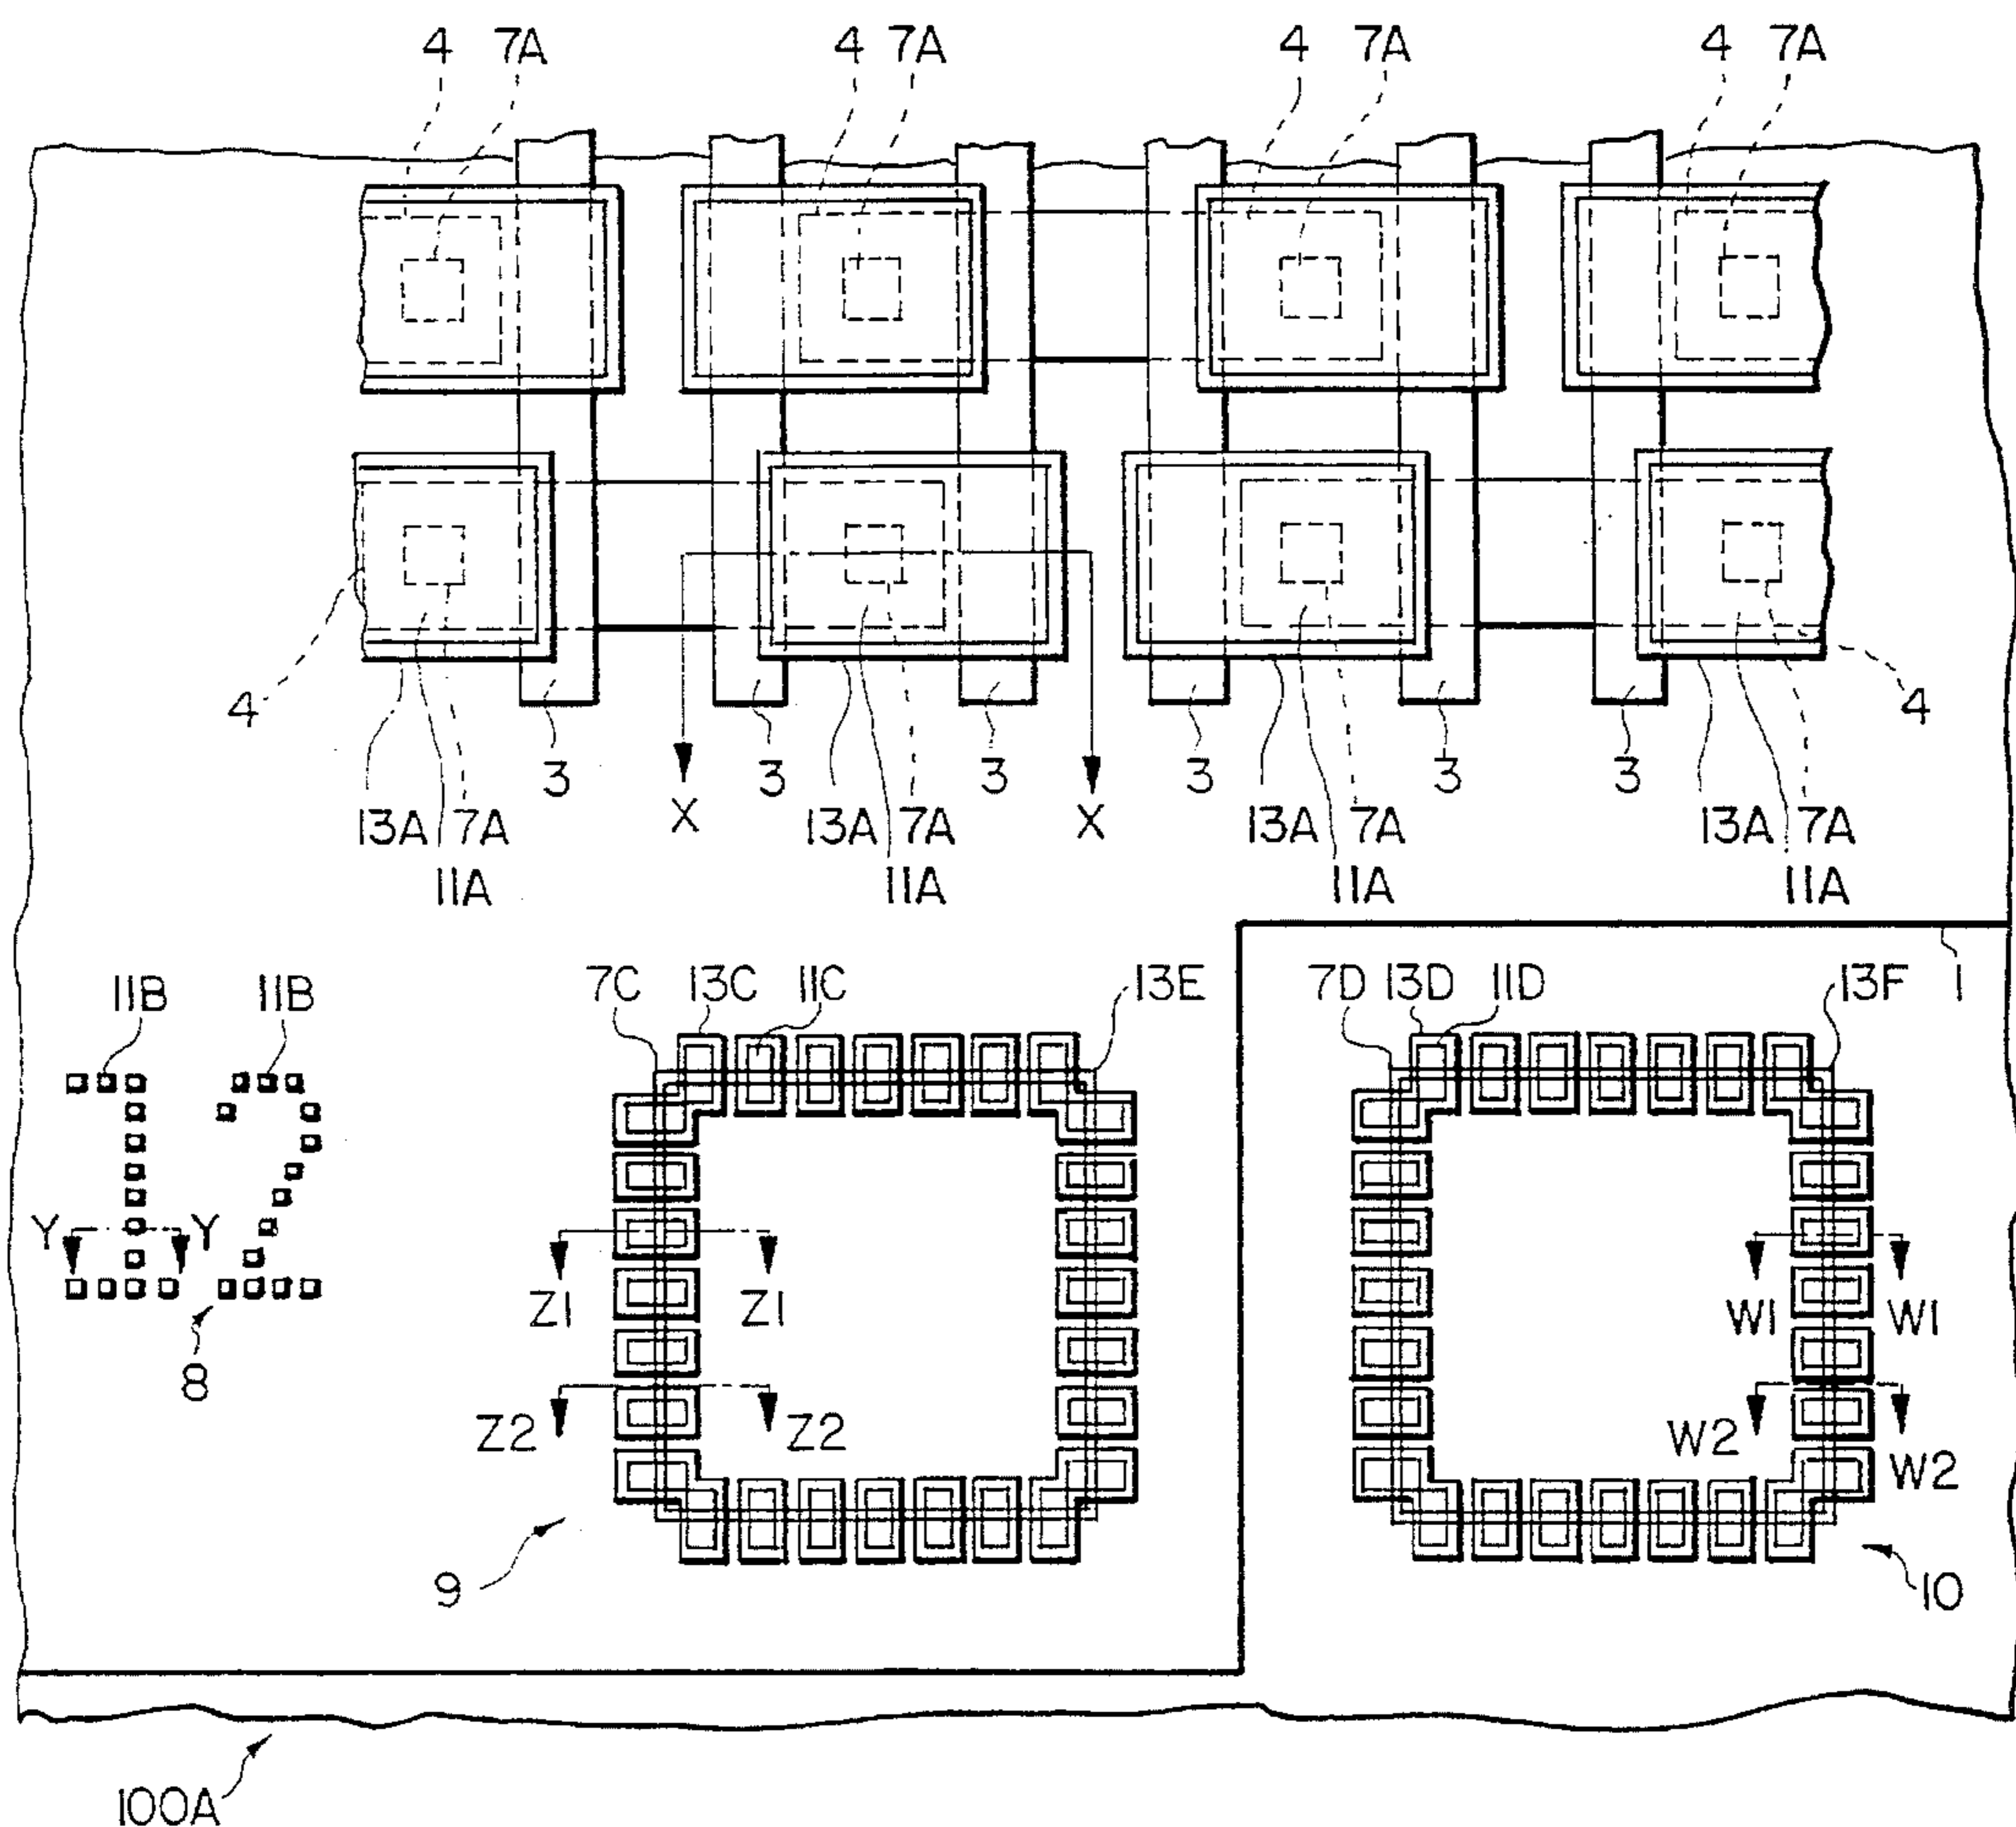 4 7A 4 7A 4 7A 4 7A
4 3 3 3 3 3 3 4
13A 7A X 13A 7A X 13A 7A 13A 7A
11A 11A 11A 11A
11B 11B 7C 13C 11C 13E 7D 13D 11D 13F 1
12
Y Y
Z1 Z1 W1 W1
8
Z2 Z2 W2 W2
9 10
100A